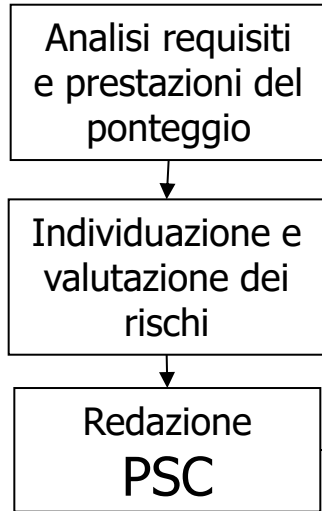 Analisi requisiti
e prestazioni del
ponteggio
Individuazione e
valutazione dei
rischi
Redazione
PSC